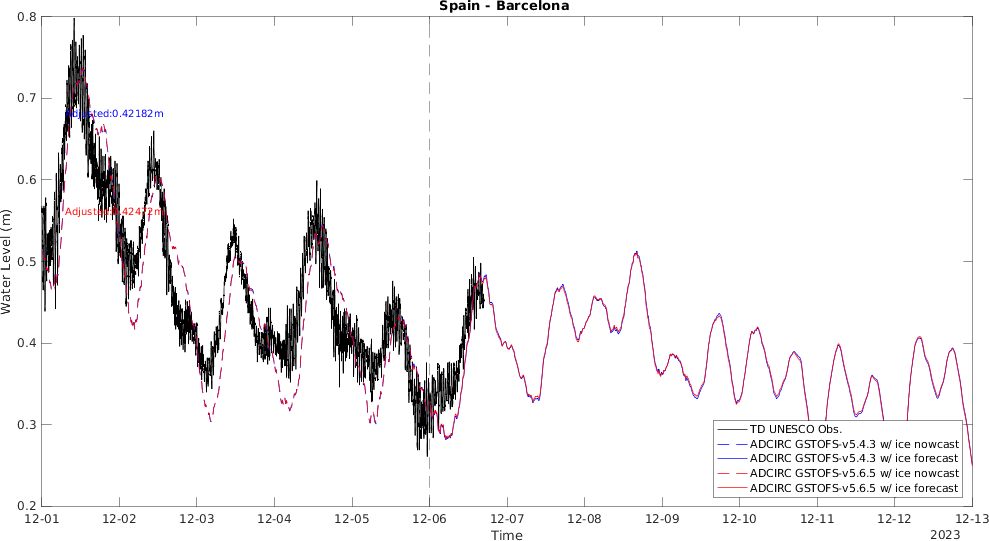 Spain - Barcelona
0.8
0.7
0.6
0.5
0.4
0.3
0.2
Water Level (m)
Adjusted:0.42182m
Adjusted:0.42472m
TD UNESCO Obs.
ADCIRC GSTOFS-v5.4.3 w/ ice nowcast
ADCIRC GSTOFS-v5.4.3 w/ ice forecast
ADCIRC GSTOFS-v5.6.5 w/ ice nowcast
ADCIRC GSTOFS-v5.6.5 w/ ice forecast
12-01 12-02 12-03 12-04 12-05 12-06 12-07 12-08 12-09 12-10 12-11 12-12 12-13
Time
2023